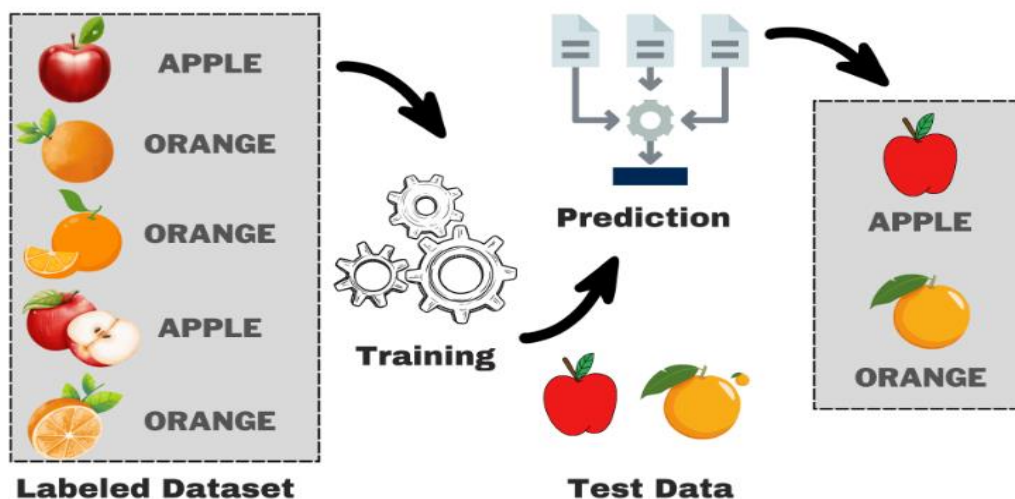 APPLE
ORANGE
ORANGE
APPLE
ORANGE
Labeled Dataset
Training
Prediction
Test Data
APPLE
ORANGE